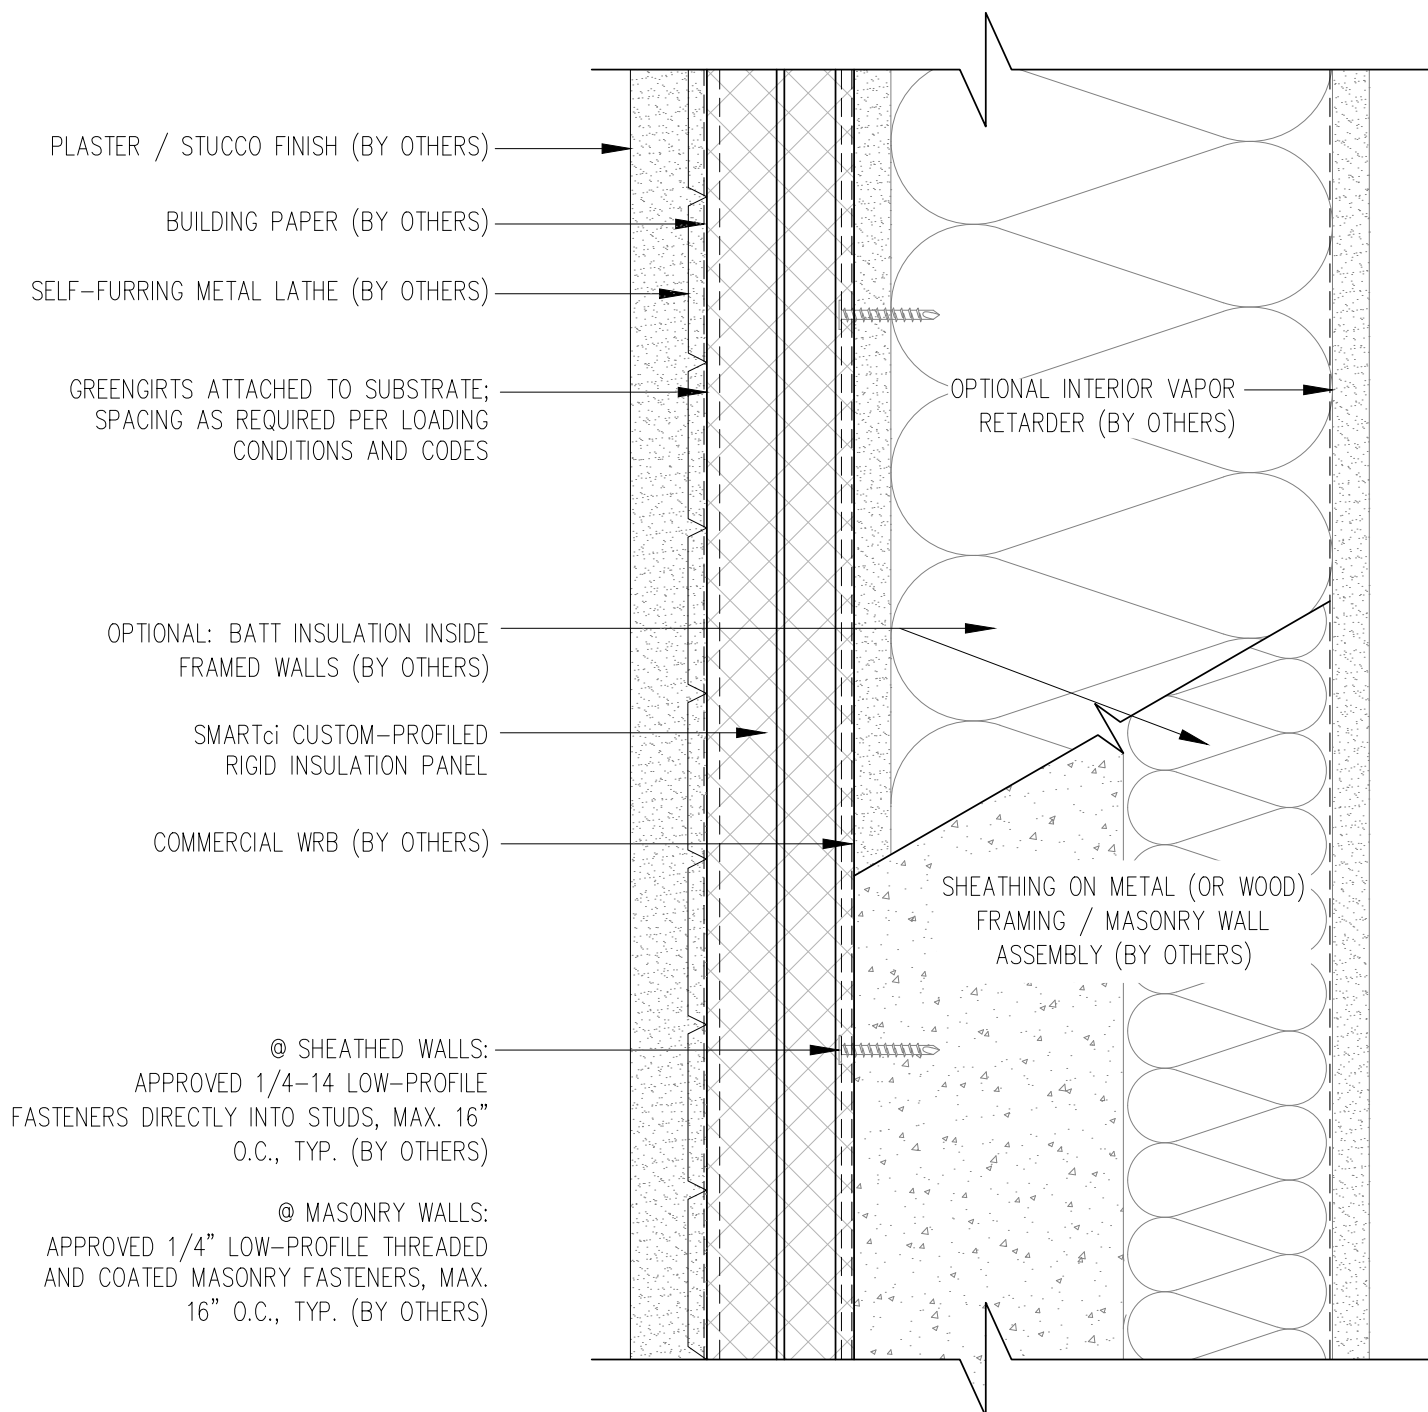 PLASTER / STUCCO FINISH (BY OTHERS)
BUILDING PAPER (BY OTHERS)
SELF-FURRING METAL LATHE (BY OTHERS)
GREENGIRTS ATTACHED TO SUBSTRATE;
SPACING AS REQUIRED PER LOADING
CONDITIONS AND CODES
OPTIONAL INTERIOR VAPOR
RETARDER (BY OTHERS)
OPTIONAL: BATT INSULATION INSIDE
FRAMED WALLS (BY OTHERS)
SMARTci CUSTOM-PROFILED
RIGID INSULATION PANEL
COMMERCIAL WRB (BY OTHERS)
SHEATHING ON METAL (OR WOOD)
FRAMING / MASONRY WALL
ASSEMBLY (BY OTHERS)
@ SHEATHED WALLS:
APPROVED 1/4-14 LOW-PROFILE
FASTENERS DIRECTLY INTO STUDS, MAX. 16"
O.C., TYP. (BY OTHERS)
@ MASONRY WALLS:
APPROVED 1/4" LOW-PROFILE THREADED
AND COATED MASONRY FASTENERS, MAX.
16" O.C., TYP. (BY OTHERS)